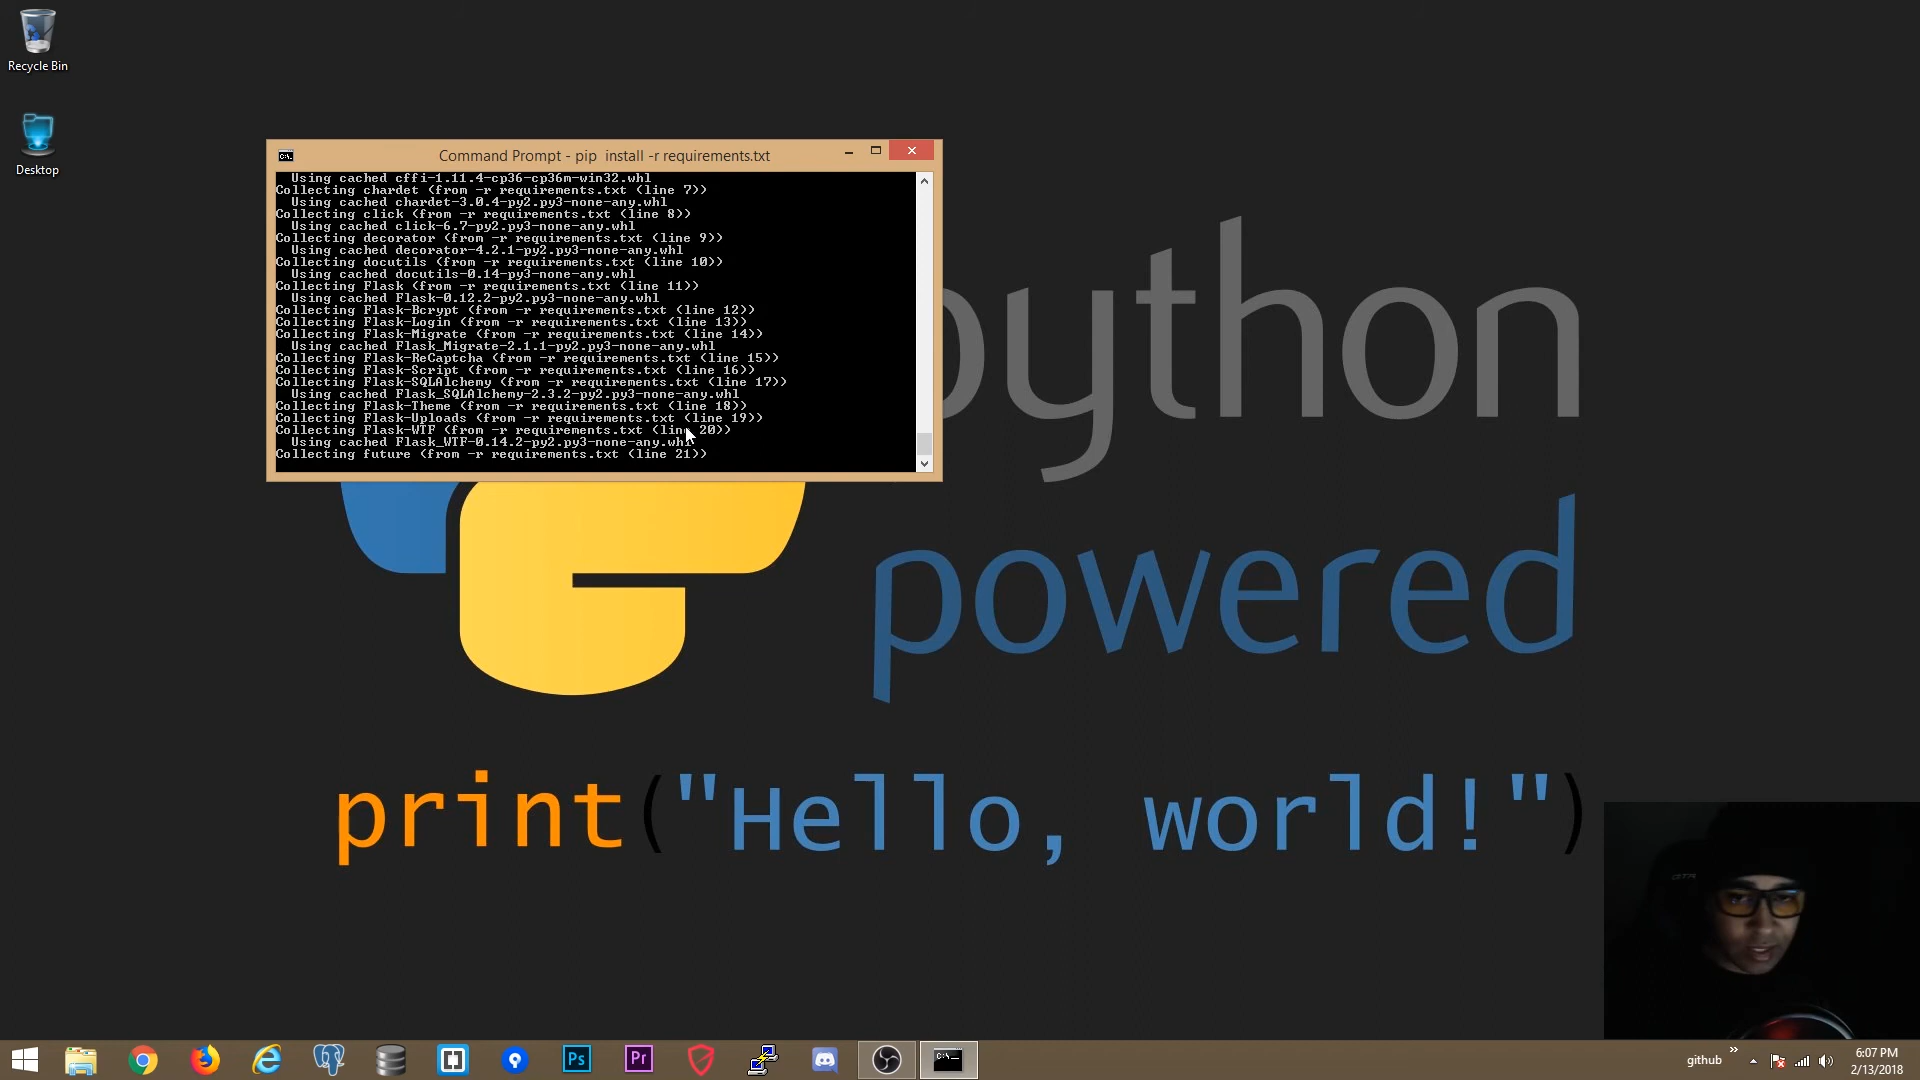 Recycle Bin
Desktop
Command Prompt - pip  install -r requirements.txt
Using cached cffi-1.11.4-cp36-cp36m-win32.whl
Collecting chardet (from -r requirements.txt (line 7))
Using cached chardet-3.0.4-py2.py3-none-any.whl
Collecting click (from -r requirements.txt (line 8))
Using cached click-6.7-py2.py3-none-any.whl
Collecting decorator (from -r requirements.txt (line 9))
Using cached decorator-4.2.1-py2.py3-none-any.whl
Collecting docutils (from -r requirements.txt (line 10))
Using cached docutils-0.14-py3-none-any.whl
Collecting Flask (from -r requirements.txt (line 11))
Using cached Flask-0.12.2-py2.py3-none-any.whl
Collecting Flask-Bcrypt (from -r requirements.txt (line 12))
Collecting Flask-Login (from -r requirements.txt (line 13))
Collecting Flask-Migrate (from -r requirements.txt (line 14))
Using cached Flask_Migrate-2.1.1-py2.py3-none-any.whl
Collecting Flask-ReCaptcha (from -r requirements.txt (line 15))
Collecting Flask-Script (from -r requirements.txt (line 16))
Collecting Flask-SQLAlchemy (from -r requirements.txt (line 17))
Using cached Flask_SQLAlchemy-2.3.2-py2.py3-none-any.whl
Collecting Flask-Theme (from -r requirements.txt (line 18))
Collecting Flask-Uploads (from -r requirements.txt (line 19))
Collecting Flask-WTF (from -r requirements.txt (line 20))
Using cached Flask_WTF-0.14.2-py2.py3-none-any.whl
Collecting future (from -r requirements.txt (line 21))
python
powered
print("Hello, world!")
Ps
Pr
github
6:07 PM
2/13/2018